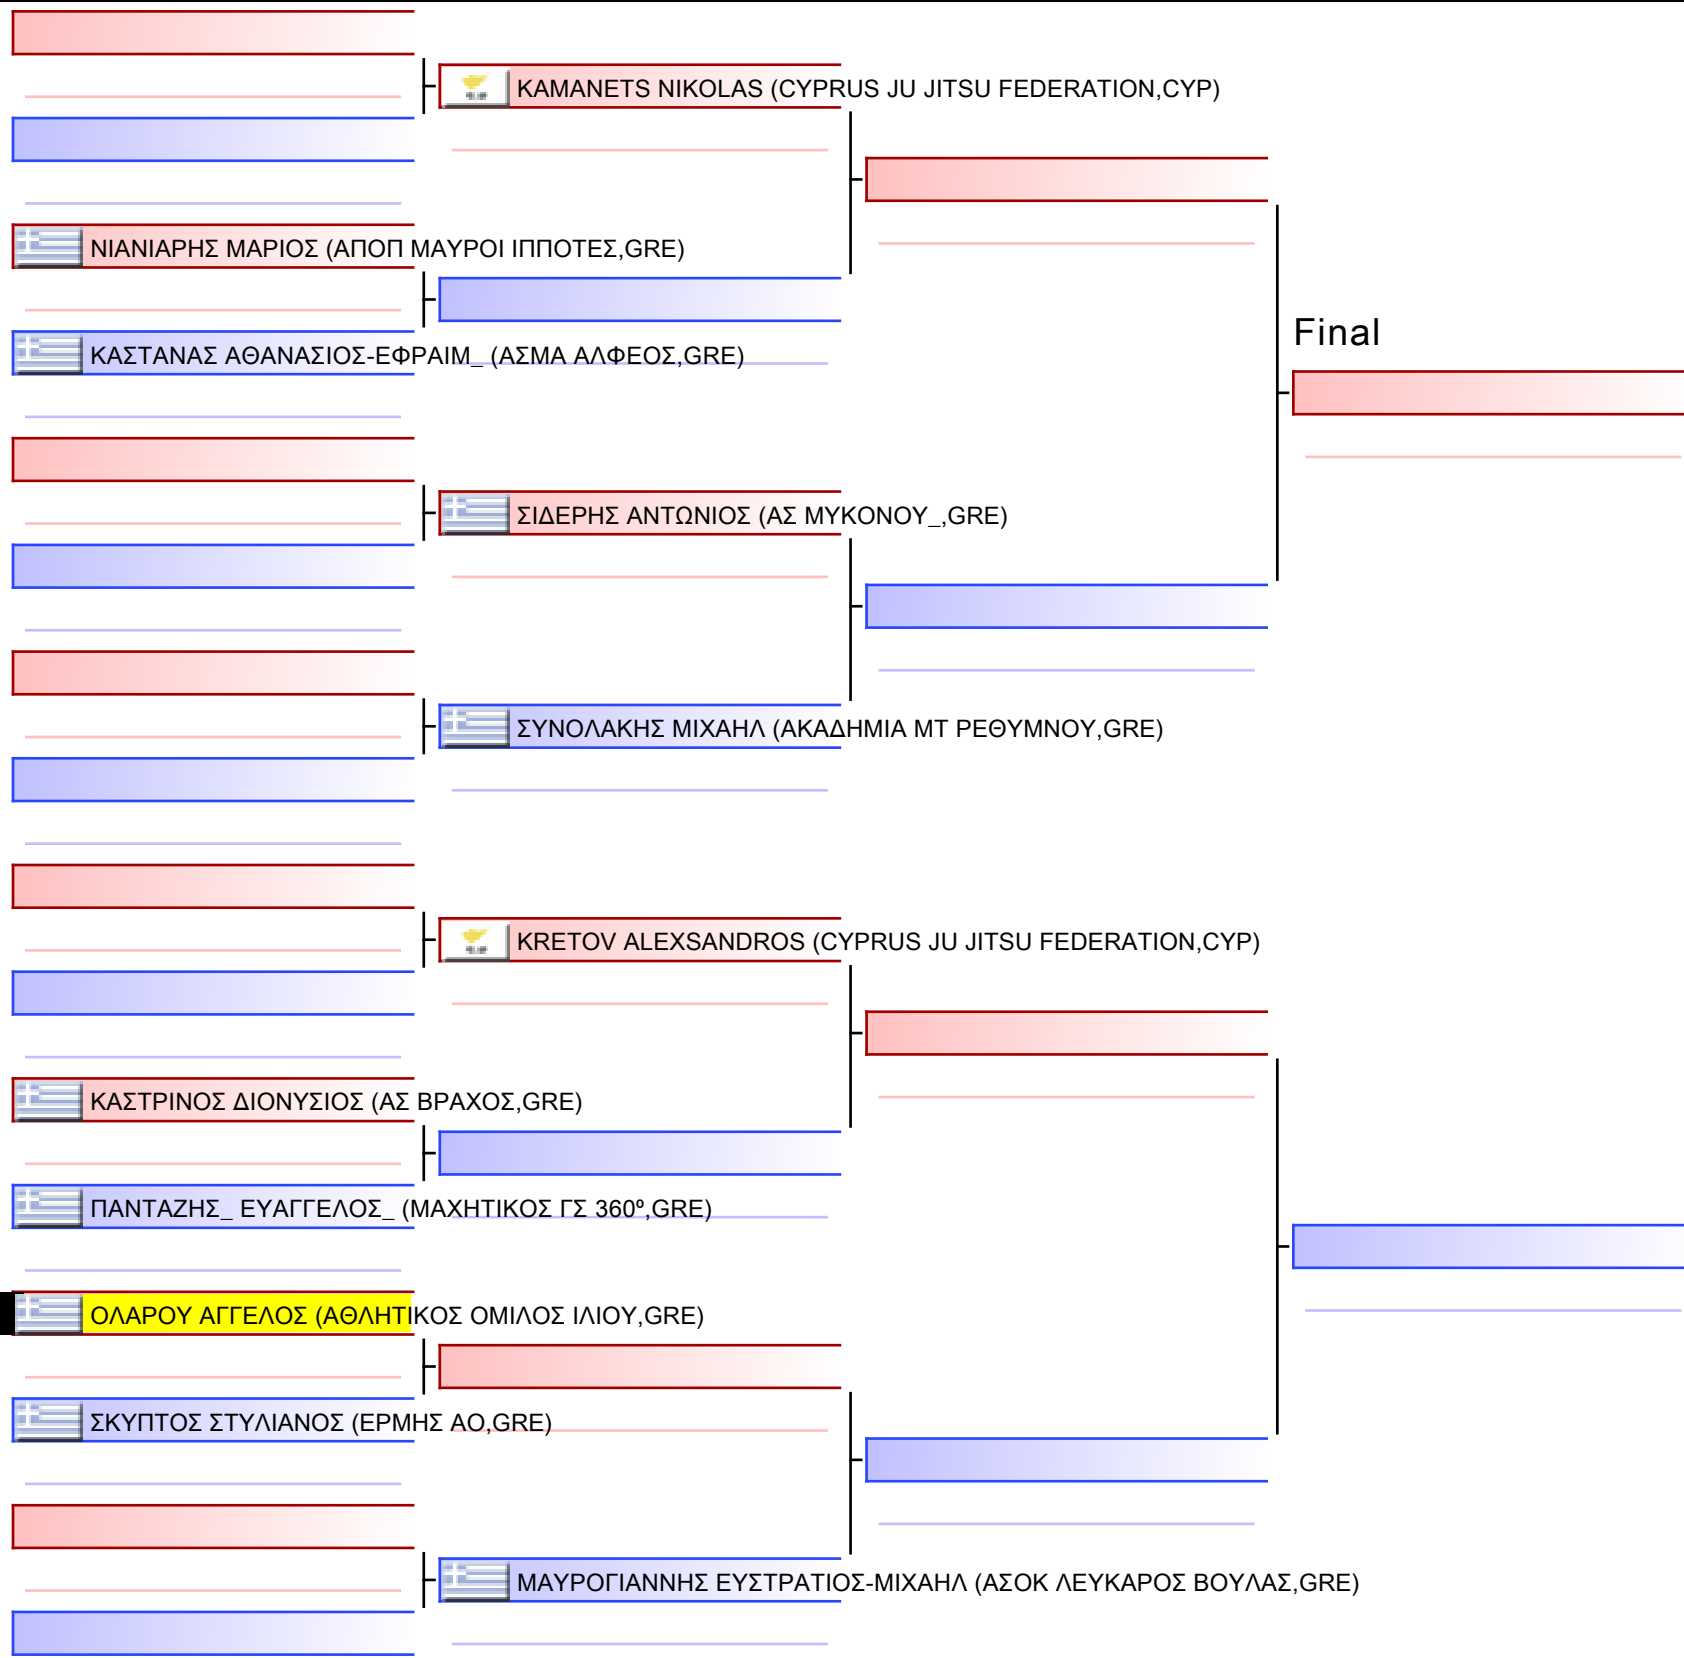 KAMANETS NIKOLAS (CYPRUS JU JITSU FEDERATION,CYP)
ΝΙΑΝΙΑΡΗΣ ΜΑΡΙΟΣ (ΑΠΟΠ ΜΑΥΡΟΙ ΙΠΠΟΤΕΣ,GRE)
Final
ΚΑΣΤΑΝΑΣ ΑΘΑΝΑΣΙΟΣ-ΕΦΡΑΙΜ_ (ΑΣΜΑ ΑΛΦΕΟΣ,GRE)
ΣΙΔΕΡΗΣ ΑΝΤΩΝΙΟΣ (ΑΣ ΜΥΚΟΝΟΥ_,GRE)
ΣΥΝΟΛΑΚΗΣ ΜΙΧΑΗΛ (ΑΚΑΔΗΜΙΑ ΜΤ ΡΕΘΥΜΝΟΥ,GRE)
KRETOV ALEXSANDROS (CYPRUS JU JITSU FEDERATION,CYP)
ΚΑΣΤΡΙΝΟΣ ΔΙΟΝΥΣΙΟΣ (ΑΣ ΒΡΑΧΟΣ,GRE)
ΠΑΝΤΑΖΗΣ_ ΕΥΑΓΓΕΛΟΣ_ (ΜΑΧΗΤΙΚΟΣ ΓΣ 360º,GRE)
ΟΛΑΡΟΥ ΑΓΓΕΛΟΣ (ΑΘΛΗΤΙΚΟΣ ΟΜΙΛΟΣ ΙΛΙΟΥ,GRE)
ΣΚΥΠΤΟΣ ΣΤΥΛΙΑΝΟΣ (ΕΡΜΗΣ ΑΟ,GRE)
ΜΑΥΡΟΓΙΑΝΝΗΣ ΕΥΣΤΡΑΤΙΟΣ-ΜΙΧΑΗΛ (ΑΣΟΚ ΛΕΥΚΑΡΟΣ ΒΟΥΛΑΣ,GRE)